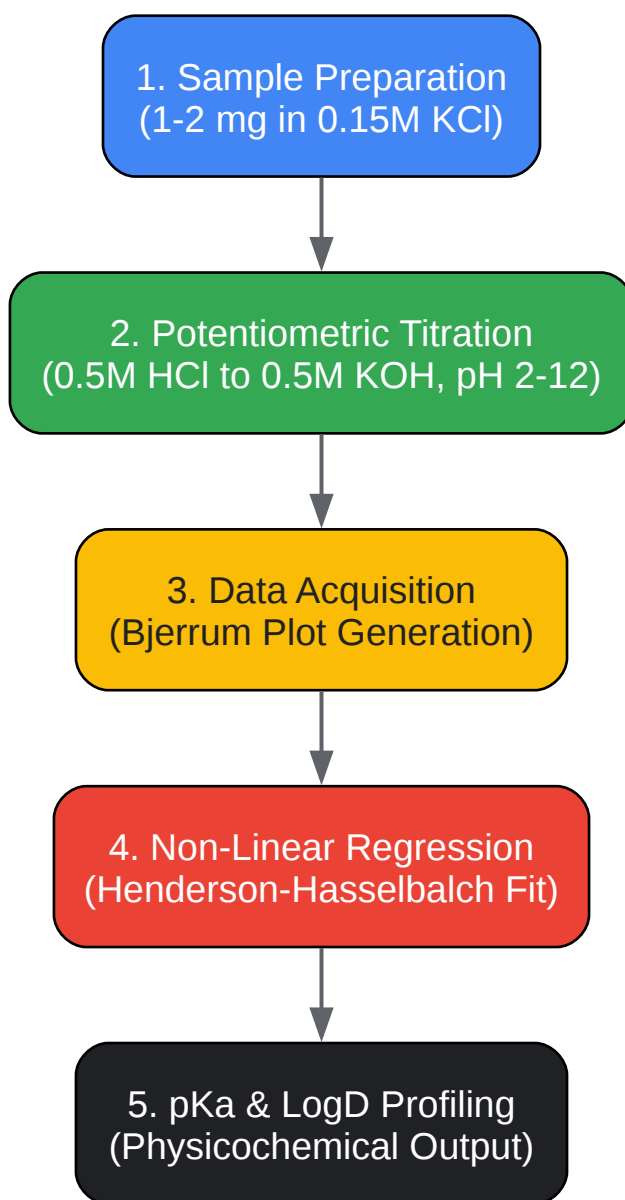 1. Sample Preparation
(1-2 mg in 0.15M KCl)
2. Potentiometric Titration
(0.5M HCl to 0.5M KOH, pH 2-12)
3. Data Acquisition
(Bjerrum Plot Generation)
4. Non-Linear Regression
(Henderson-Hasselbalch Fit)
5. pKa & LogD Profiling
(Physicochemical Output)